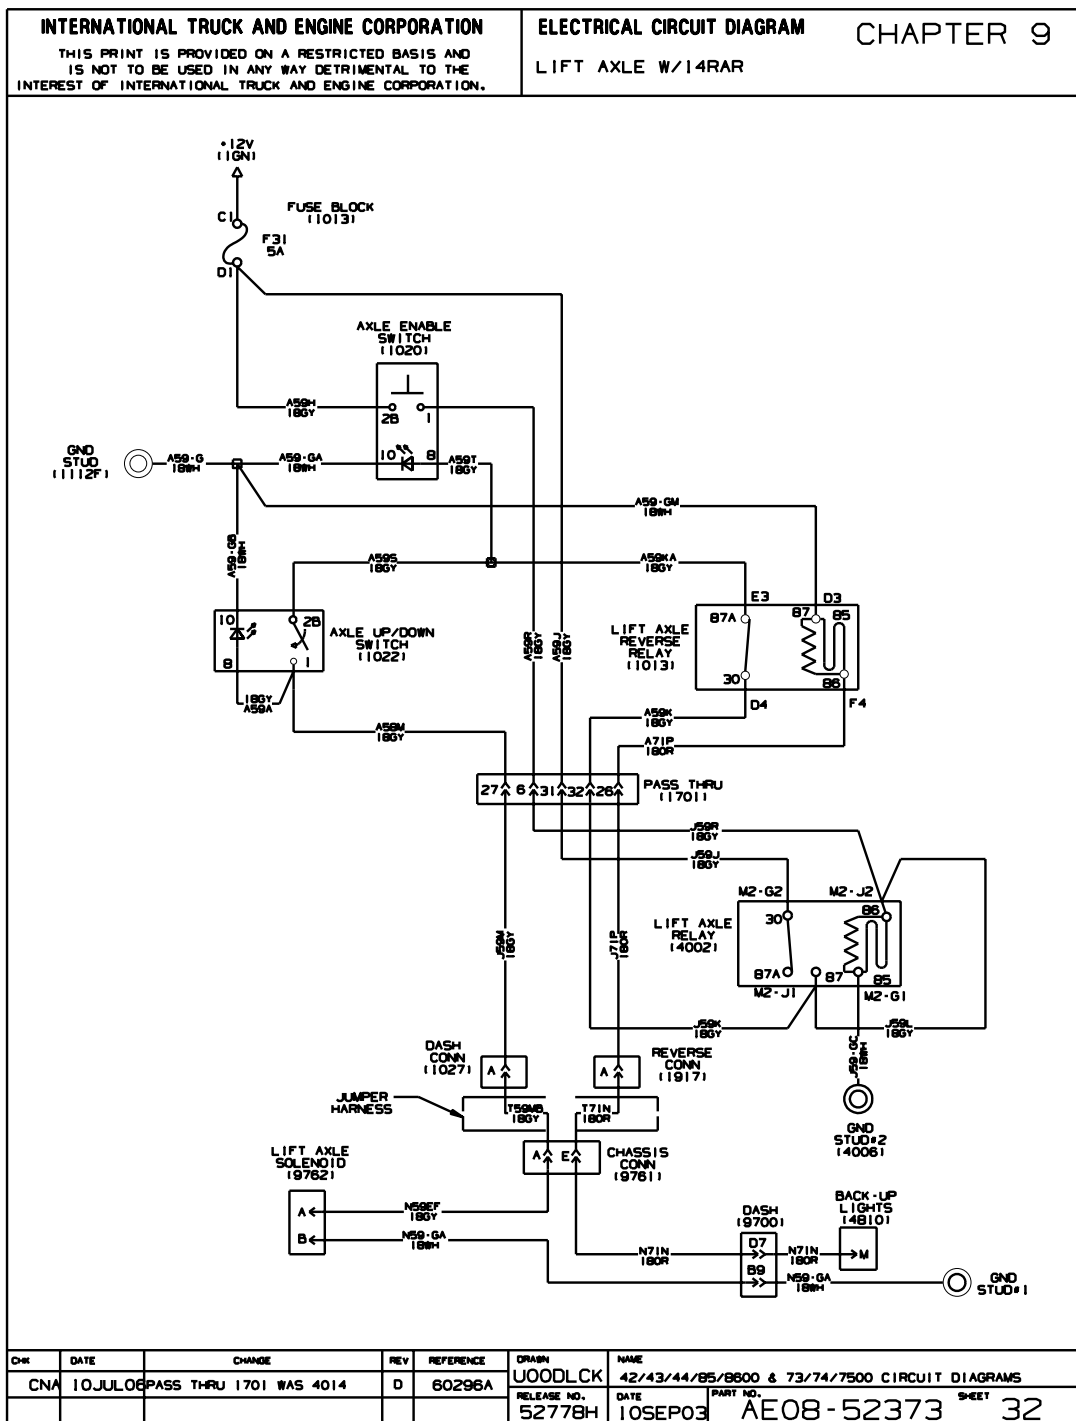 INTERNATIONAL TRUCK AND ENGINE CORPORATION
THIS PRINT IS PROVIDED ON A RESTRICTED BASIS AND
IS NOT TO BE USED IN ANY WAY DETRIMENTAL TO THE
INTEREST OF INTERNATIONAL TRUCK AND ENGINE CORPORATION.
ELECTRICAL CIRCUIT DIAGRAM
CHAPTER 9
LIFT AXLE W/14RAR
+12V
(IGN)
C1
FUSE BLOCK
(1013)
F31
5A
D1
AXLE ENABLE
SWITCH
(1020)
A59H
18GY
2B
1
GND
STUD
(1112F)
A59-G
18WH
A59-GA
18WH
10
8
A59T
18GY
A59-GM
18WH
A59-GB
18WH
A59S
18GY
A59KA
18GY
E3
D3
10
2B
AXLE UP/DOWN
SWITCH
(1022)
8
1
A59R
18GY
A59J
18GY
LIFT AXLE
REVERSE
RELAY
(1013)
87A
87
85
30
86
D4
F4
18GY
A59A
A59M
18GY
A59K
18GY
A71P
18OR
27
6
31
32
26
PASS THRU
(1701)
J59R
18GY
J59J
18GY
M2-G2
M2-J2
LIFT AXLE
RELAY
(4002)
30
86
87A
87
85
M2-J1
M2-G1
J59M
18GY
J71P
18OR
J59K
18GY
J59L
18GY
J59-GC
18WH
DASH
CONN
(1027)
A
A
REVERSE
CONN
(1917)
JUMPER
HARNESS
T59MB
18GY
T71N
18OR
GND
STUD#2
(4006)
LIFT AXLE
SOLENOID
(9762)
A
E
CHASSIS
CONN
(9761)
A
N59EF
18GY
B
N59-GA
18WH
DASH
(9700)
BACK-UP
LIGHTS
(4810)
N71N
18OR
D7
N71N
18OR
M
B9
N59-GA
18WH
GND
STUD#1
CHK
DATE
CHANGE
REV
REFERENCE
DRAWN
NAME
CNA
10JUL06
PASS THRU 1701 WAS 4014
D
60296A
UOODLCK
42/43/44/85/8600 & 73/74/7500 CIRCUIT DIAGRAMS
RELEASE NO.
DATE
PART NO.
SHEET
52778H
10SEP03
AE08-52373
32